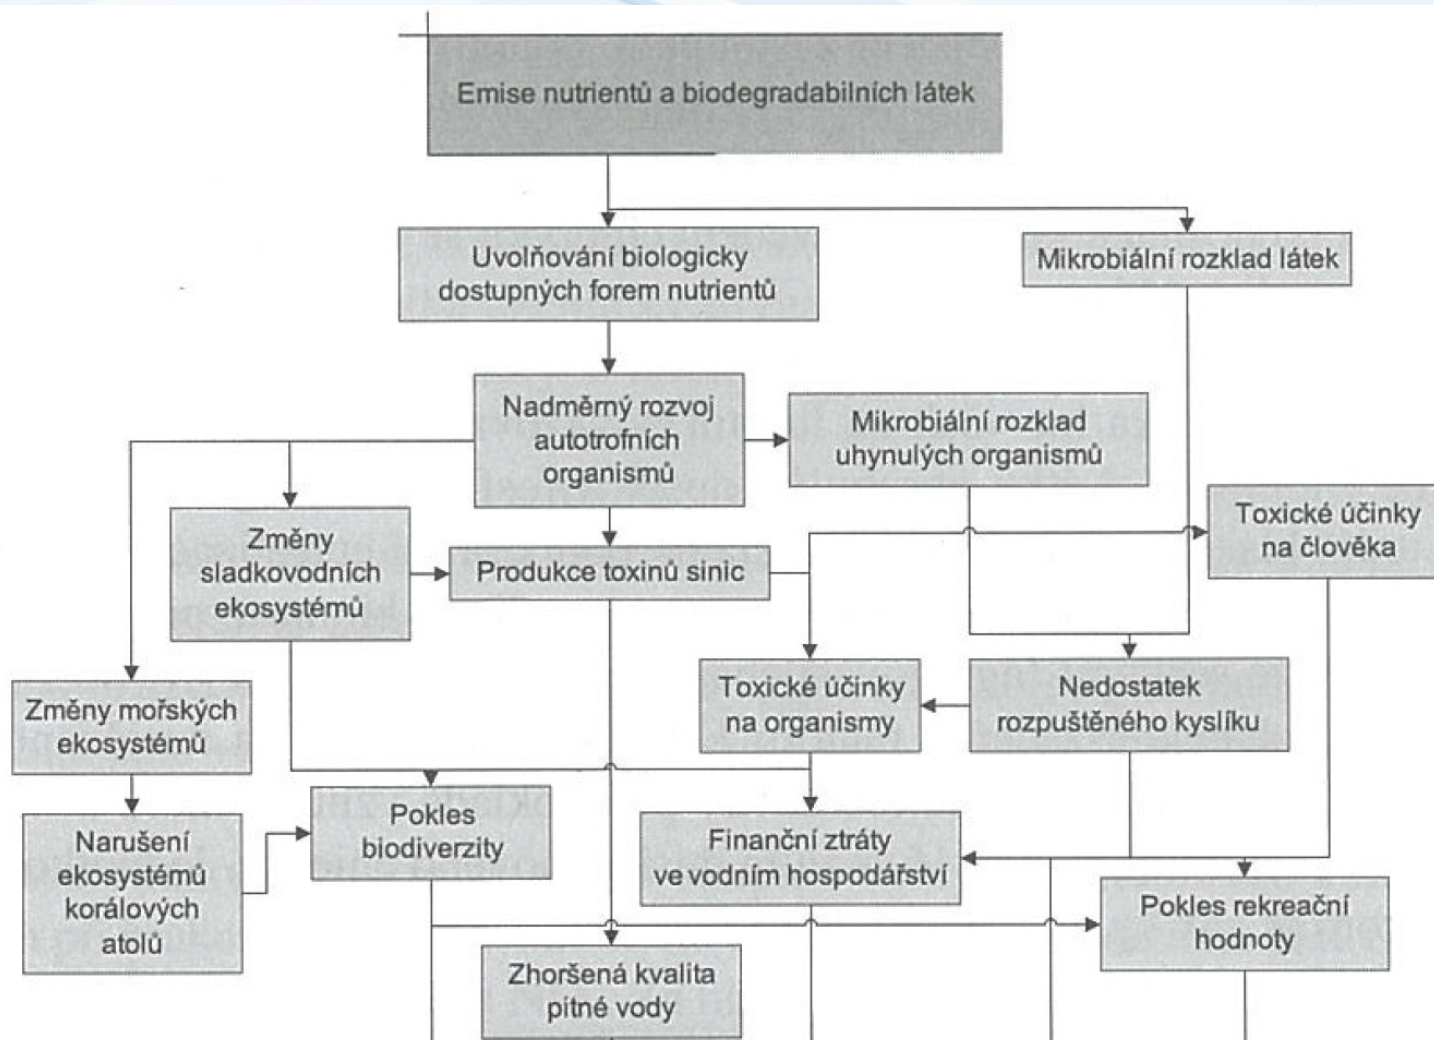 Emise nutrientů a biodegradabilních látek
Uvolňování biologicky
dostupných forem nutrientů
Mikrobiální rozklad látek
Nadměrný rozvoj
autotrofních
organismů
Mikrobiální rozklad
uhynulých organismů
Toxické účinky
na člověka
Změny
sladkovodních
ekosystémů
Produkce toxinů sinic
Změny mořských
ekosystémů
Toxické účinky
na organismy
Nedostatek
rozpuštěného kyslíku
Pokles
biodiverzity
Narušení
ekosystémů
korálových
atolů
Finanční ztráty
ve vodním hospodářství
Pokles rekreační
hodnoty
Zhoršená kvalita
pitné vody